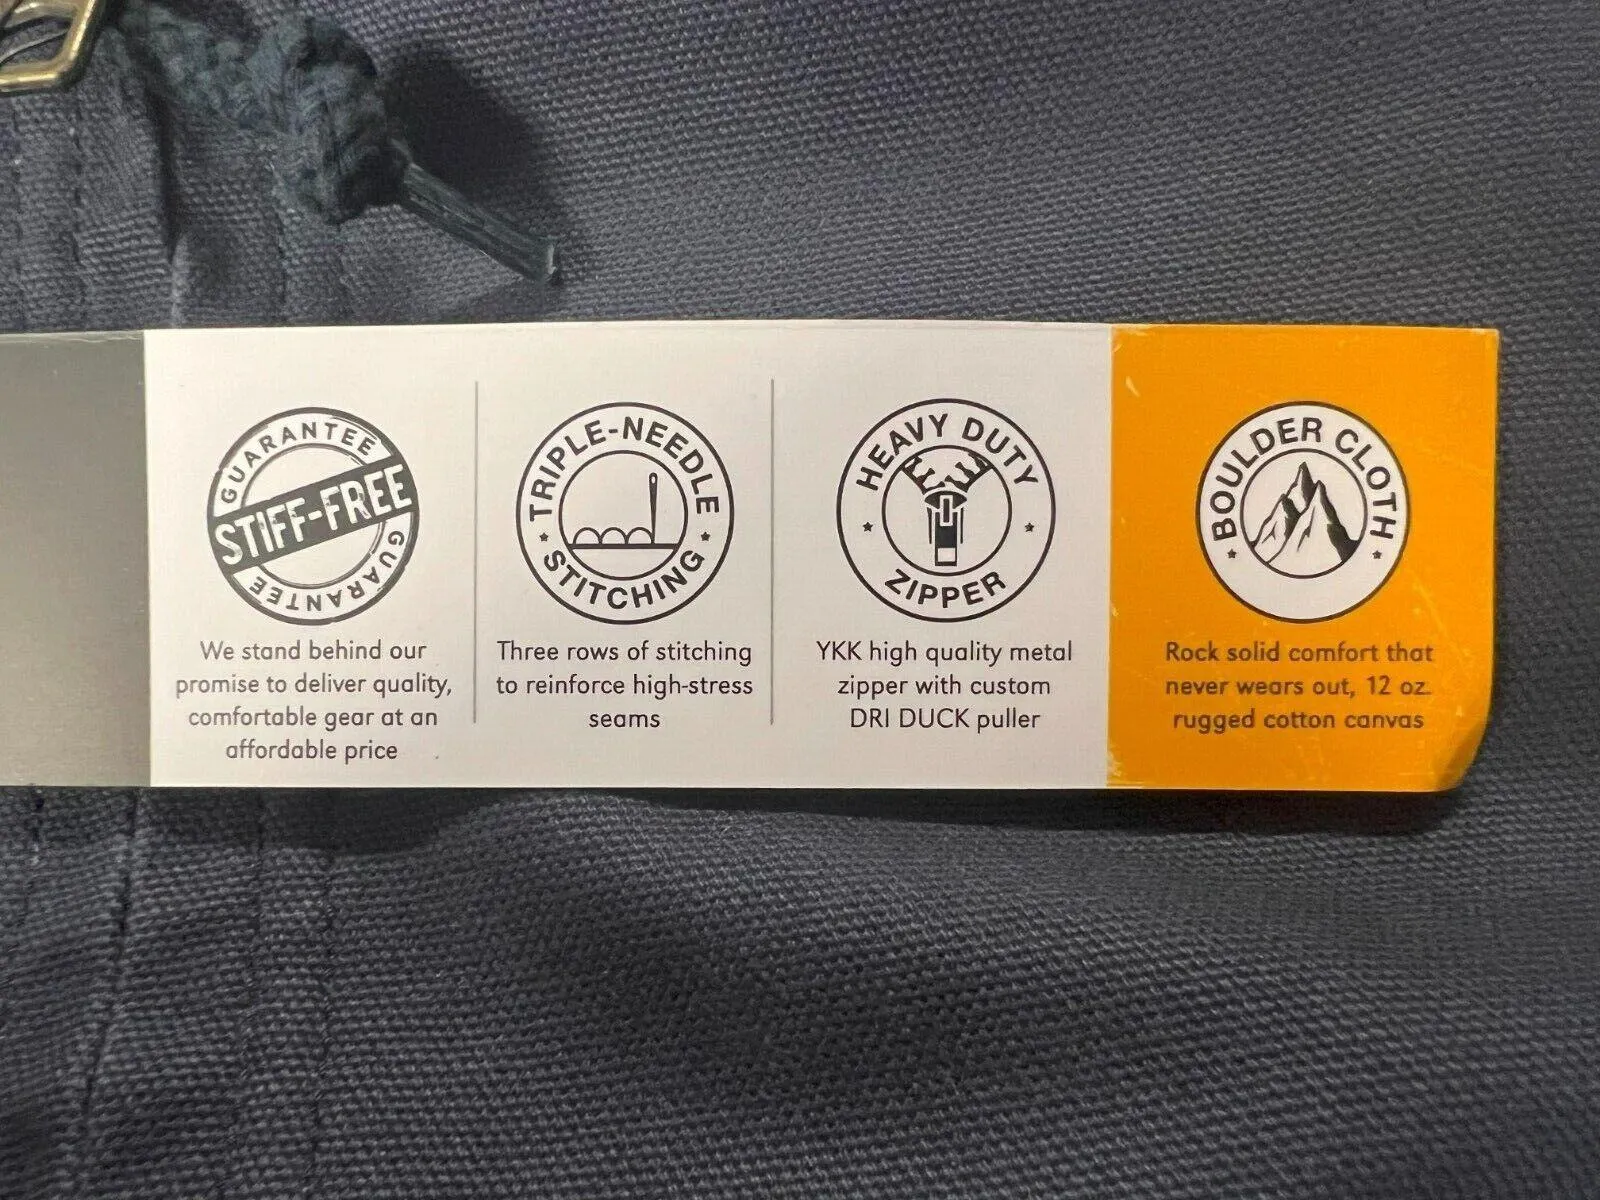 GUARANTEE
STIFF-FREE
GUARANTEE
We stand behind our
promise to deliver quality,
comfortable gear at an
affordable price
TRIPLE-NEEDLE
STITCHING
Three rows of stitching
to reinforce high-stress
seams
HEAVY DUTY
ZIPPER
YKK high quality metal
zipper with custom
DRI DUCK puller
BOULDER CLOTH
Rock solid comfort that
never wears out, 12 oz.
rugged cotton canvas